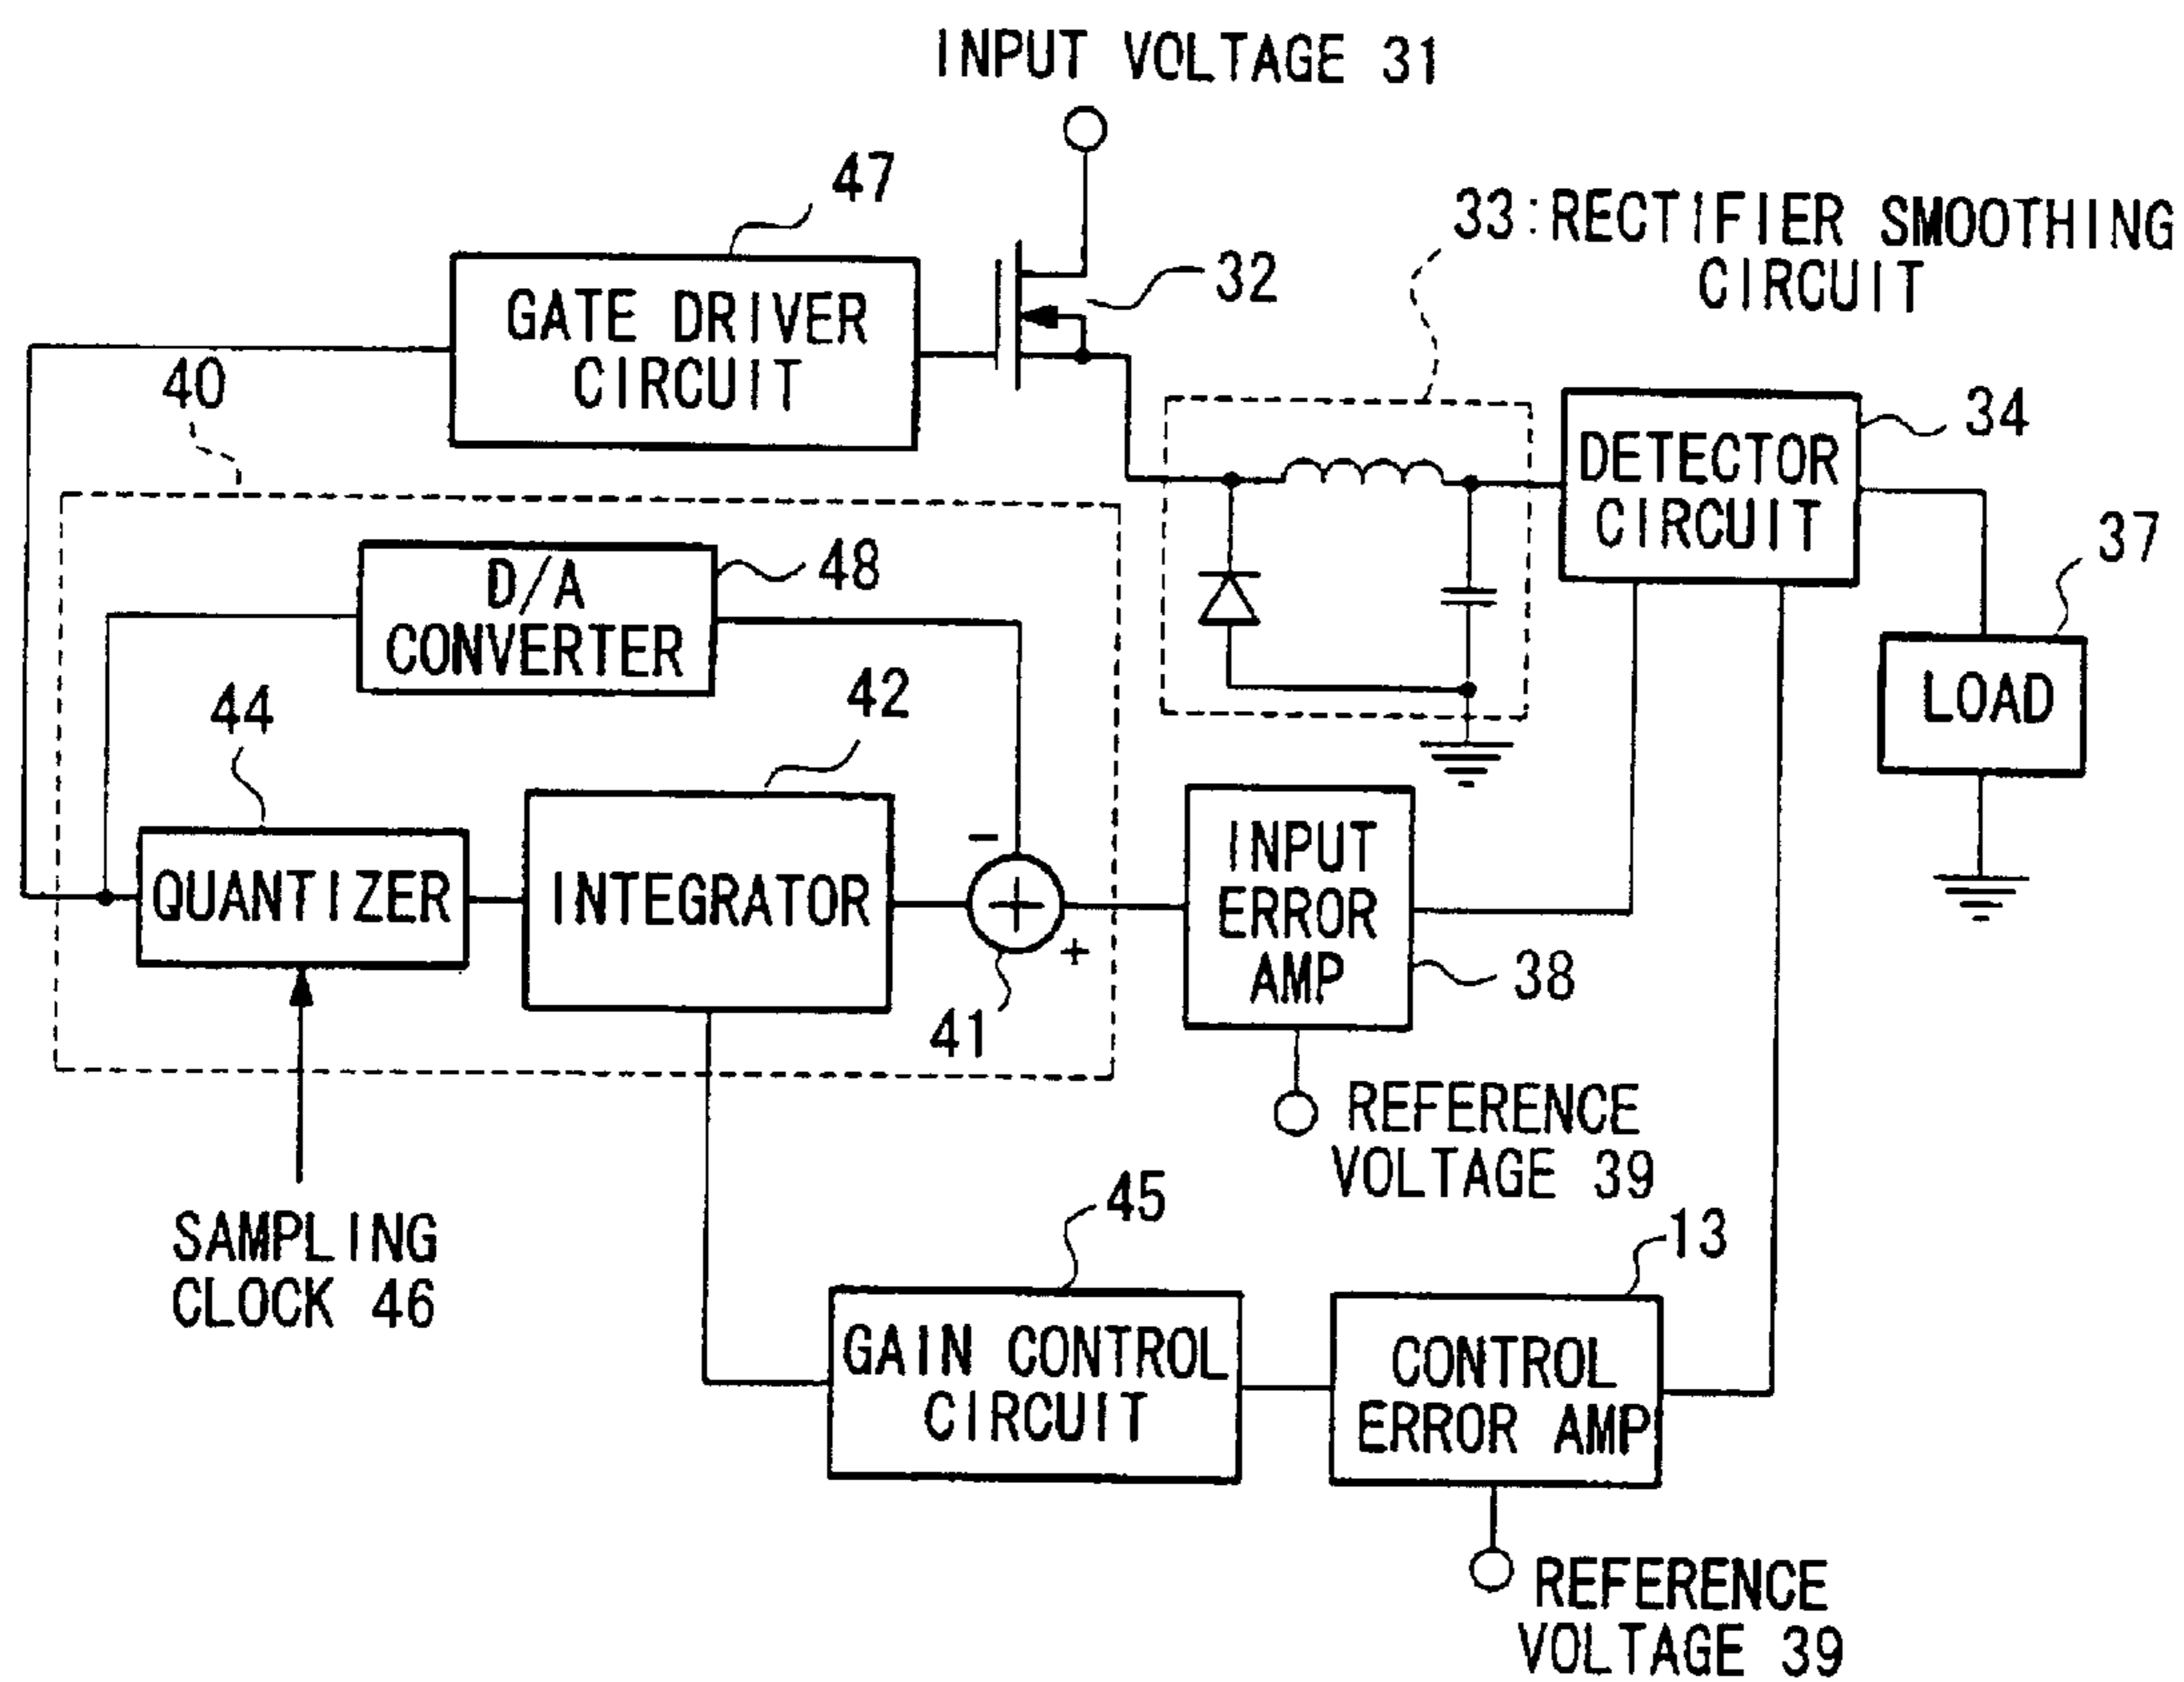 INPUT VOLTAGE 31
47
33:RECTIFIER SMOOTHING
CIRCUIT
32
GATE DRIVER
CIRCUIT
40
34
DETECTOR
CIRCUIT
37
48
D/A
CONVERTER
42
LOAD
44
−
INPUT
ERROR
AMP
QUANTIZER
INTEGRATOR
+
+
38
41
REFERENCE
VOLTAGE 39
45
13
SAMPLING
CLOCK 46
GAIN CONTROL
CIRCUIT
CONTROL
ERROR AMP
REFERENCE
VOLTAGE 39